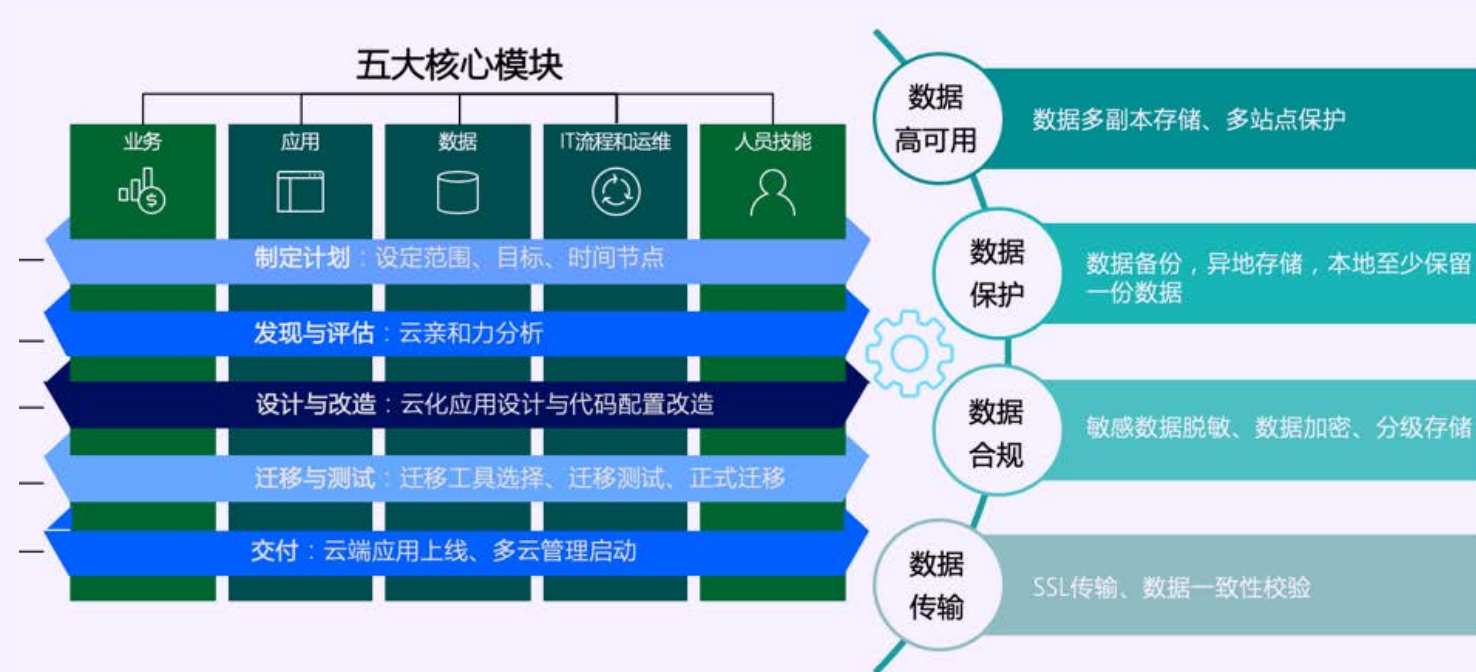 五大核心模块
业务
应用
数据
IT流程和运维
人员技能
制定计划：设定范围、目标、时间节点
发现与评估：云亲和力分析
设计与改造：云化应用设计与代码配置改造
迁移与测试：迁移工具选择、迁移测试、正式迁移
交付：云端应用上线、多云管理启动
数据
高可用
数据多副本存储、多站点保护
数据
保护
数据备份，异地存储，本地至少保留
一份数据
数据
合规
敏感数据脱敏、数据加密、分级存储
数据
传输
SSL传输、数据一致性校验